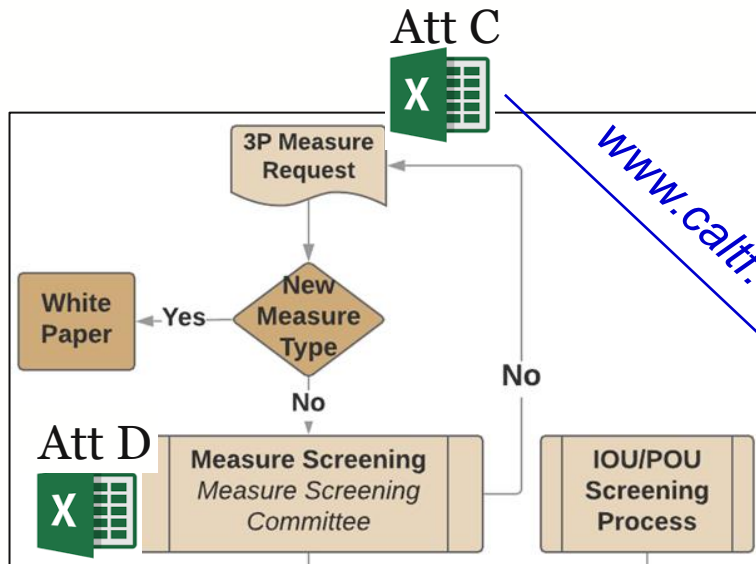 Att C
X
3P Measure
Request
www.caltf.
New
Measure
Type
White
Paper
Yes
No
No
Att D
X
Measure Screening
Measure Screening
Committee
IOU/POU
Screening
Process